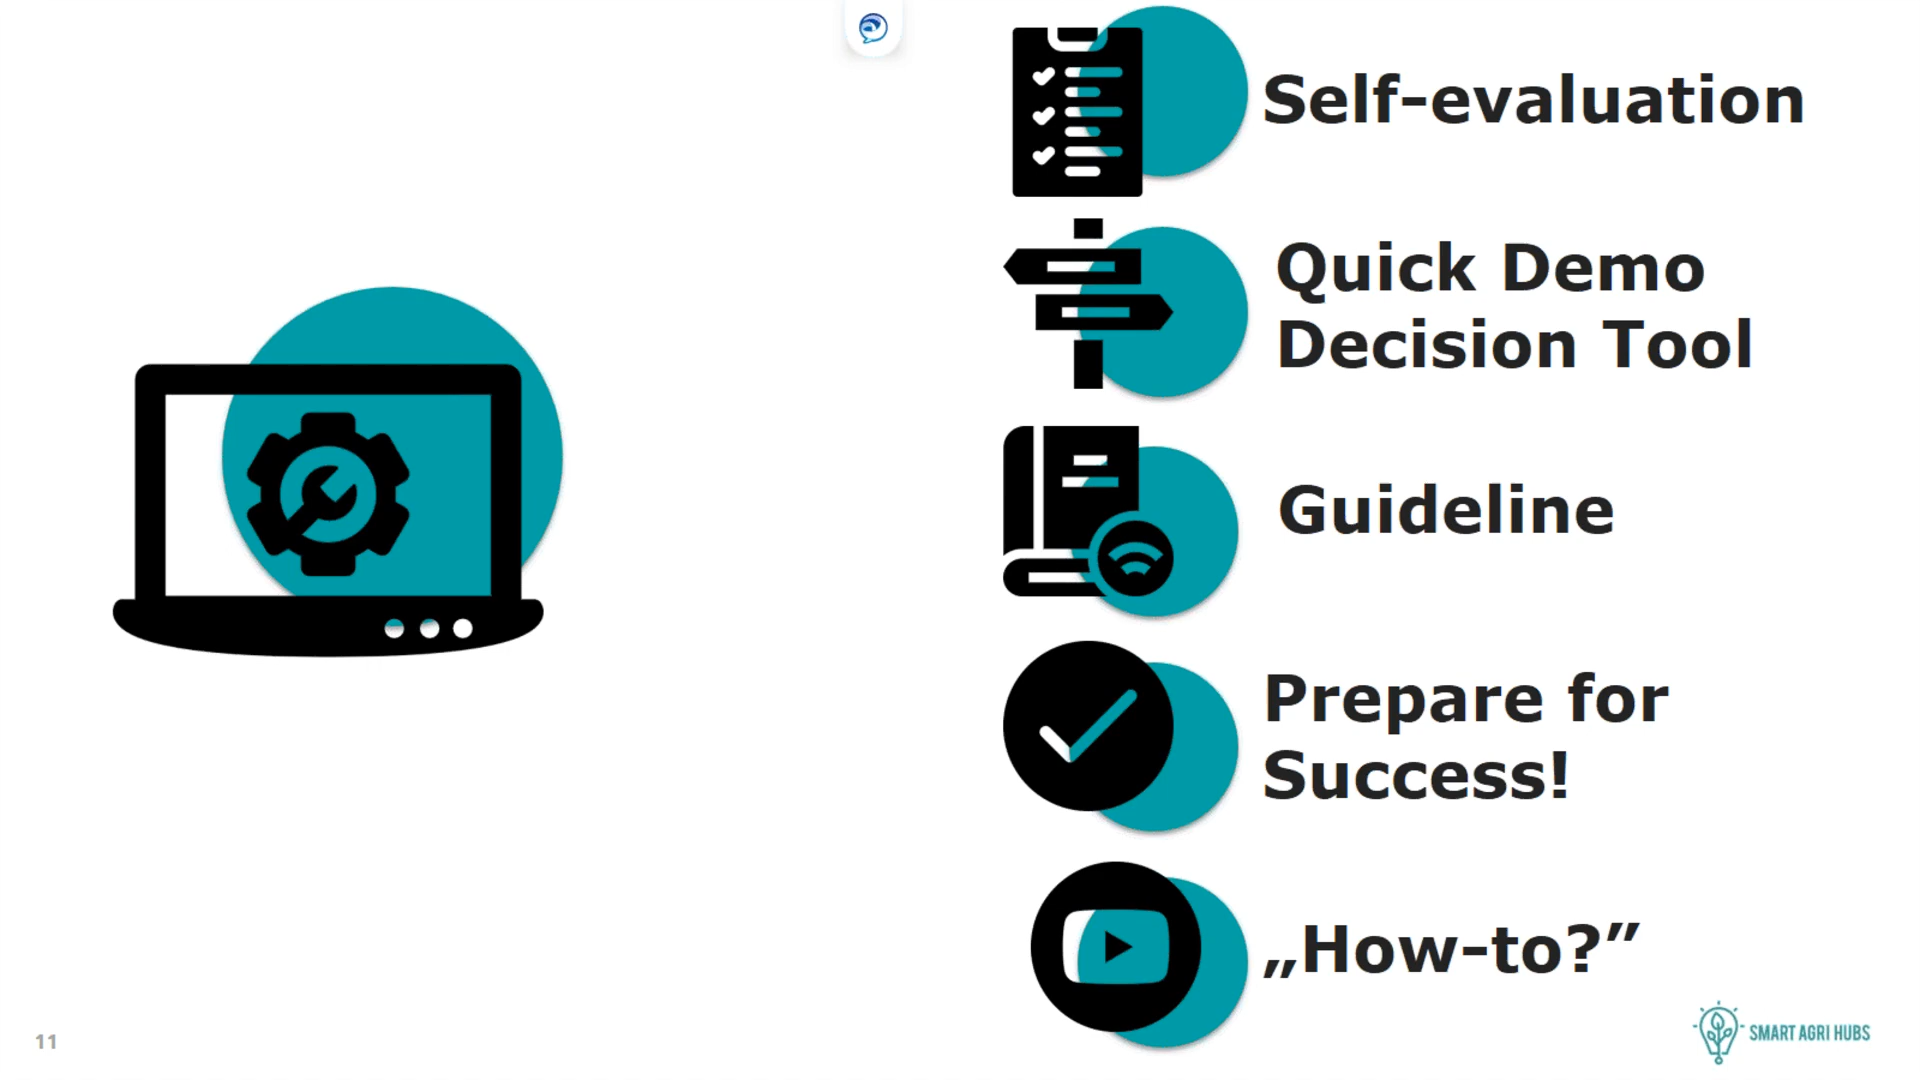 Self-evaluation
Quick Demo
Decision Tool
Guideline
Prepare for
Success!
„How-to?”
11
SMART AGRI HUBS